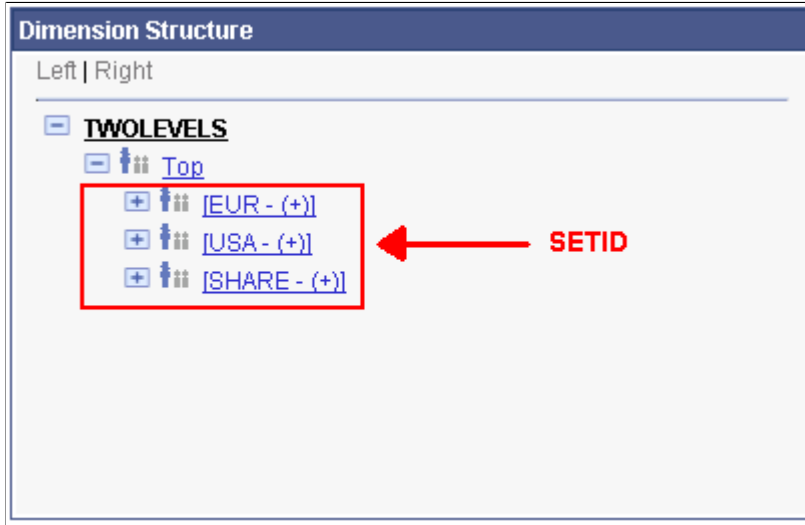 Dimension Structure
Left | Right
TWOLEVELS
Top
[EUR - (+)]
[USA - (+)]
SETID
[SHARE - (+)]